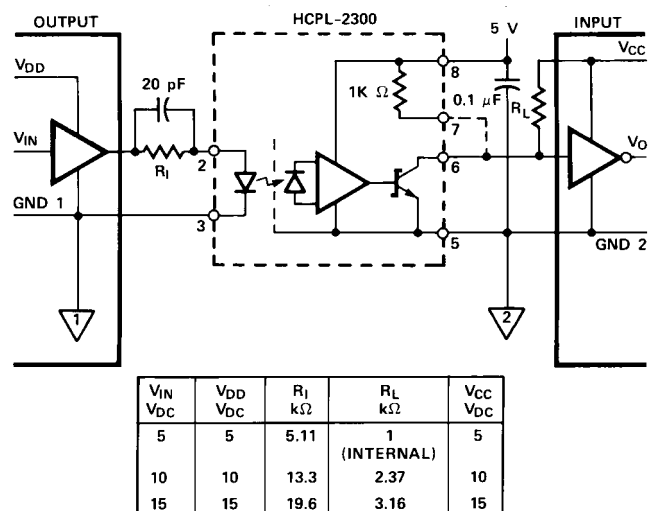 OUTPUT
HCPL-2300
INPUT
5 V
VDD
VCC
20 pF
8
1K Ω
0.1 μF
RL
7
VIN
RI
2
6
VO
GND 1
3
5
GND 2
1
2
VIN VDC VDD VDC RI kΩ RL kΩ VCC VDC
5 5 5.11 1 (INTERNAL) 5
10 10 13.3 2.37 10
15 15 19.6 3.16 15